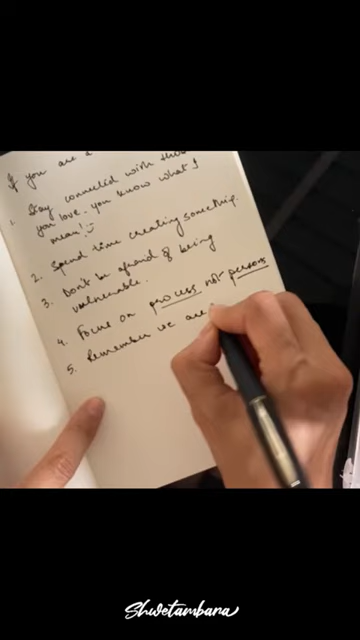 If you are a
1. Stay connected with those
you love. you know what I
mean! :)
2. Spend time creating something.
3. Don't be afraid of being
vulnerable.
4. Focus on process not persons
5. Remember we are
Shwetambara